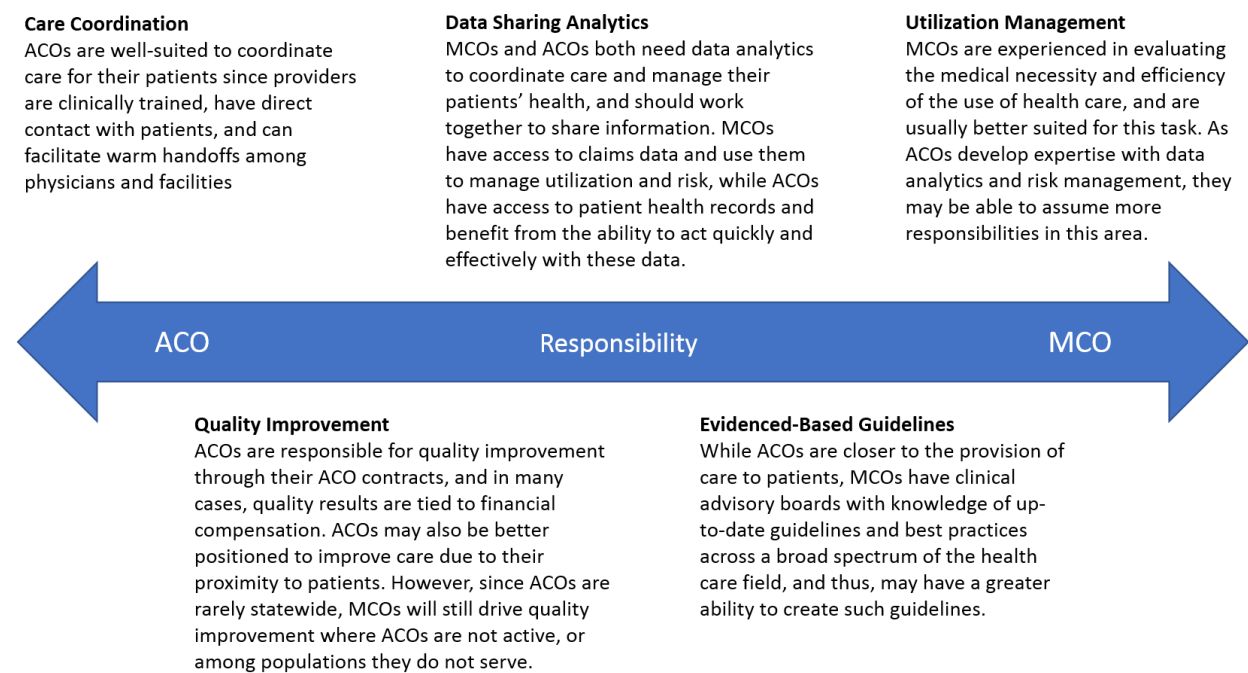 Care Coordination
ACOs are well-suited to coordinate
care for their patients since providers
are clinically trained, have direct
contact with patients, and can
facilitate warm handoffs among
physicians and facilities
Data Sharing Analytics
MCOs and ACOs both need data analytics
to coordinate care and manage their
patients’ health, and should work
together to share information. MCOs
have access to claims data and use them
to manage utilization and risk, while ACOs
have access to patient health records and
benefit from the ability to act quickly and
effectively with these data.
Utilization Management
MCOs are experienced in evaluating
the medical necessity and efficiency
of the use of health care, and are
usually better suited for this task. As
ACOs develop expertise with data
analytics and risk management, they
may be able to assume more
responsibilities in this area.
ACO
Responsibility
MCO
Quality Improvement
ACOs are responsible for quality improvement
through their ACO contracts, and in many
cases, quality results are tied to financial
compensation. ACOs may also be better
positioned to improve care due to their
proximity to patients. However, since ACOs are
rarely statewide, MCOs will still drive quality
improvement where ACOs are not active, or
among populations they do not serve.
Evidenced-Based Guidelines
While ACOs are closer to the provision of
care to patients, MCOs have clinical
advisory boards with knowledge of up-
to-date guidelines and best practices
across a broad spectrum of the health
care field, and thus, may have a greater
ability to create such guidelines.